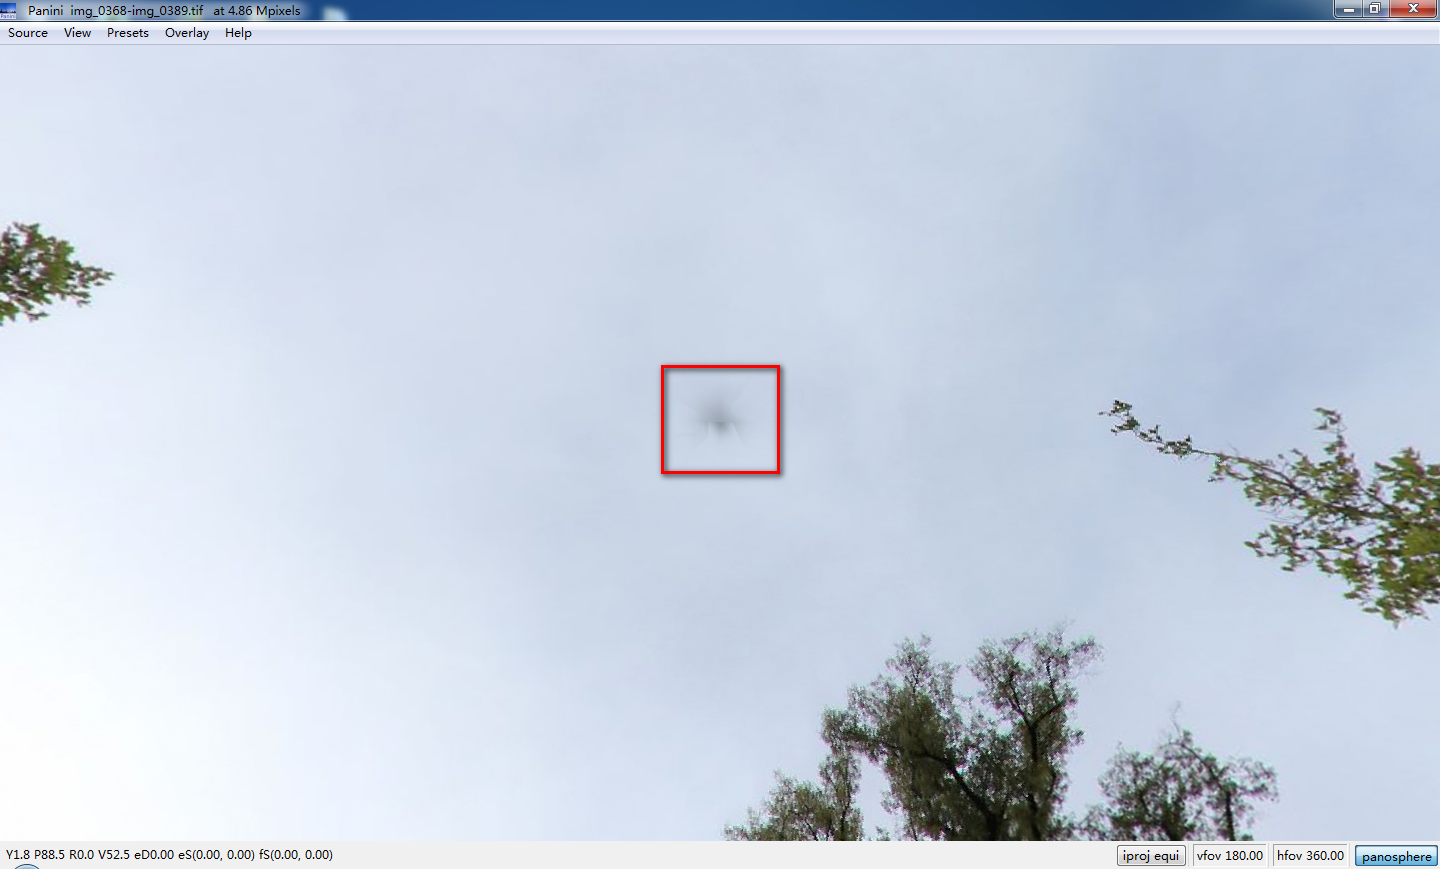 Panini img_0368-img_0389.tif at 4.86 Mpixels
Source View Presets Overlay Help
Y1.8 P88.5 R0.0 V52.5 eD0.00 eS(0.00, 0.00) fS(0.00, 0.00)
iproj equi
vfov 180.00
hfov 360.00
panosphere